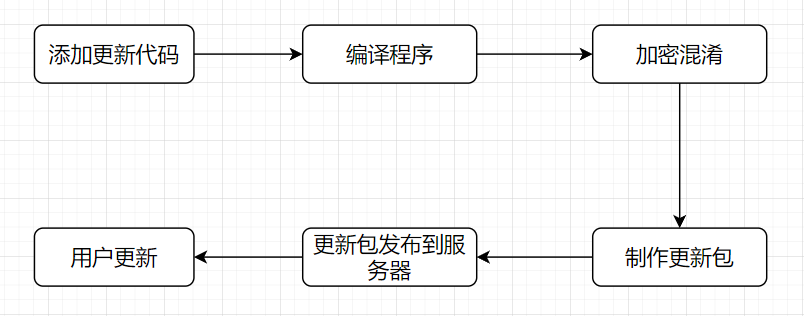 添加更新代码
编译程序
加密混淆
制作更新包
更新包发布到服
务器
用户更新